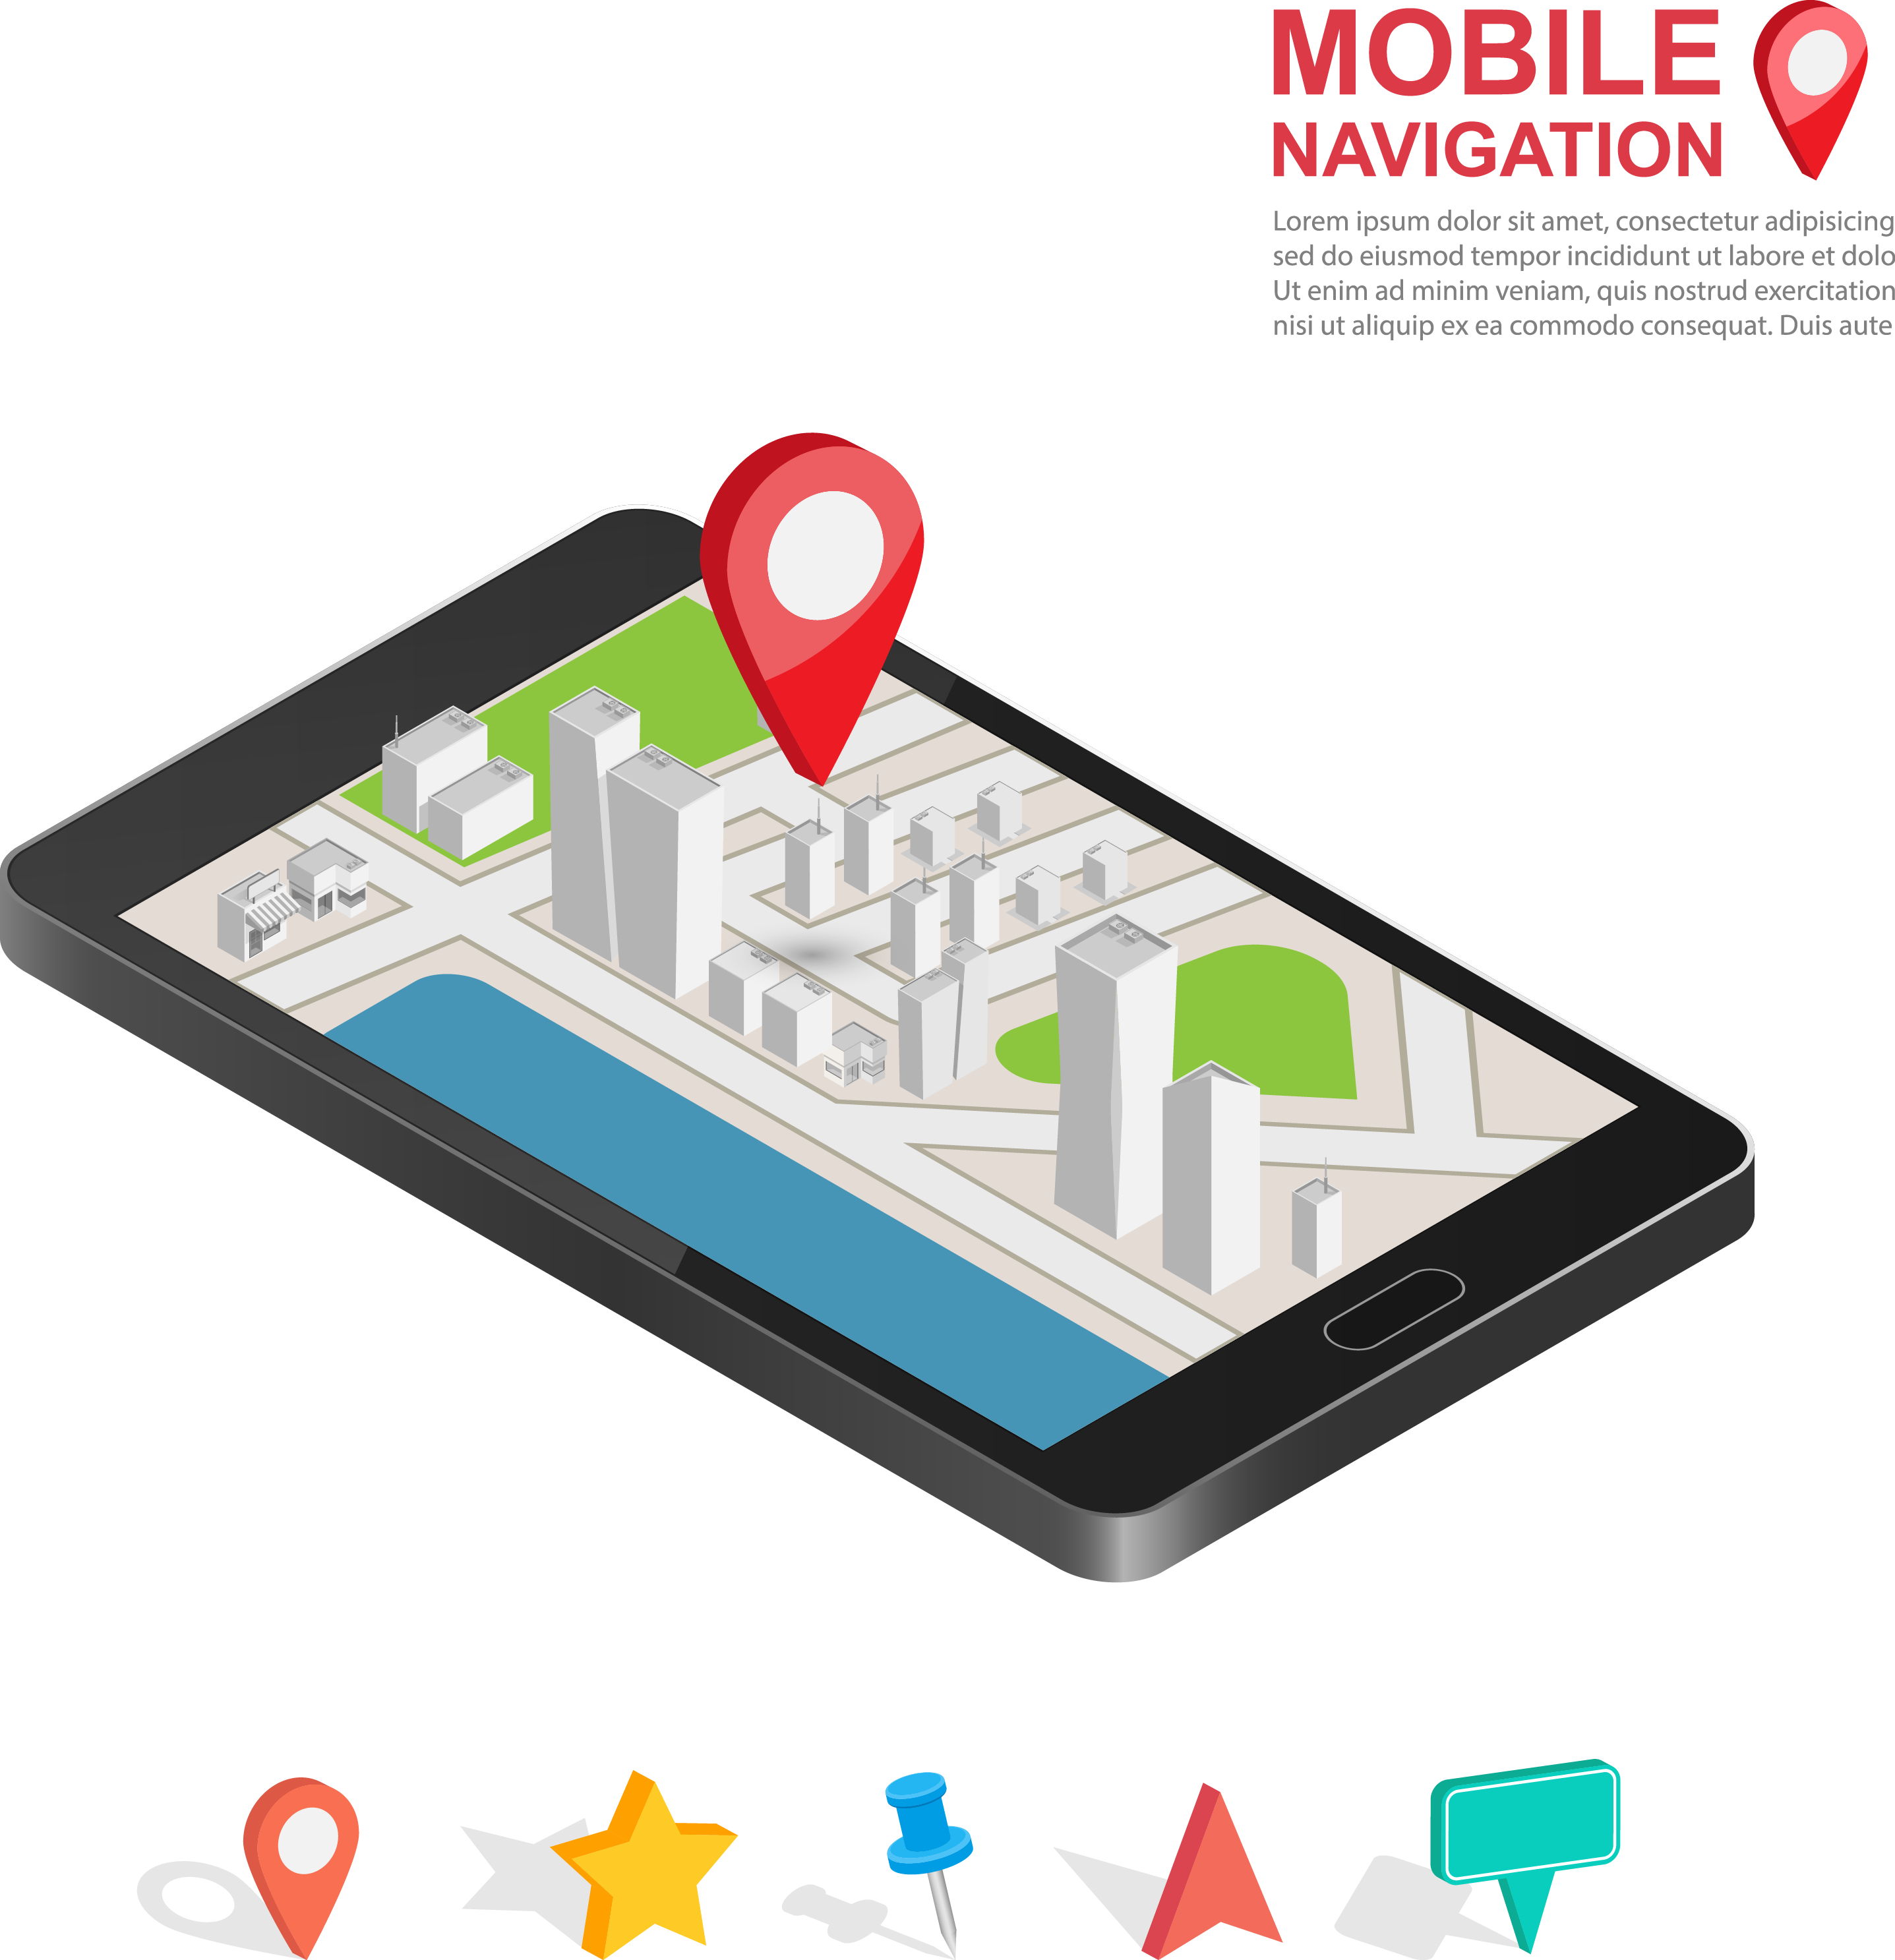 MOBILE
NAVIGATION
Lorem ipsum dolor sit amet, consectetur adipisicing
sed do eiusmod tempor incididunt ut labore et dolo
Ut enim ad minim veniam, quis nostrud exercitation
nisi ut aliquip ex ea commodo consequat. Duis aute